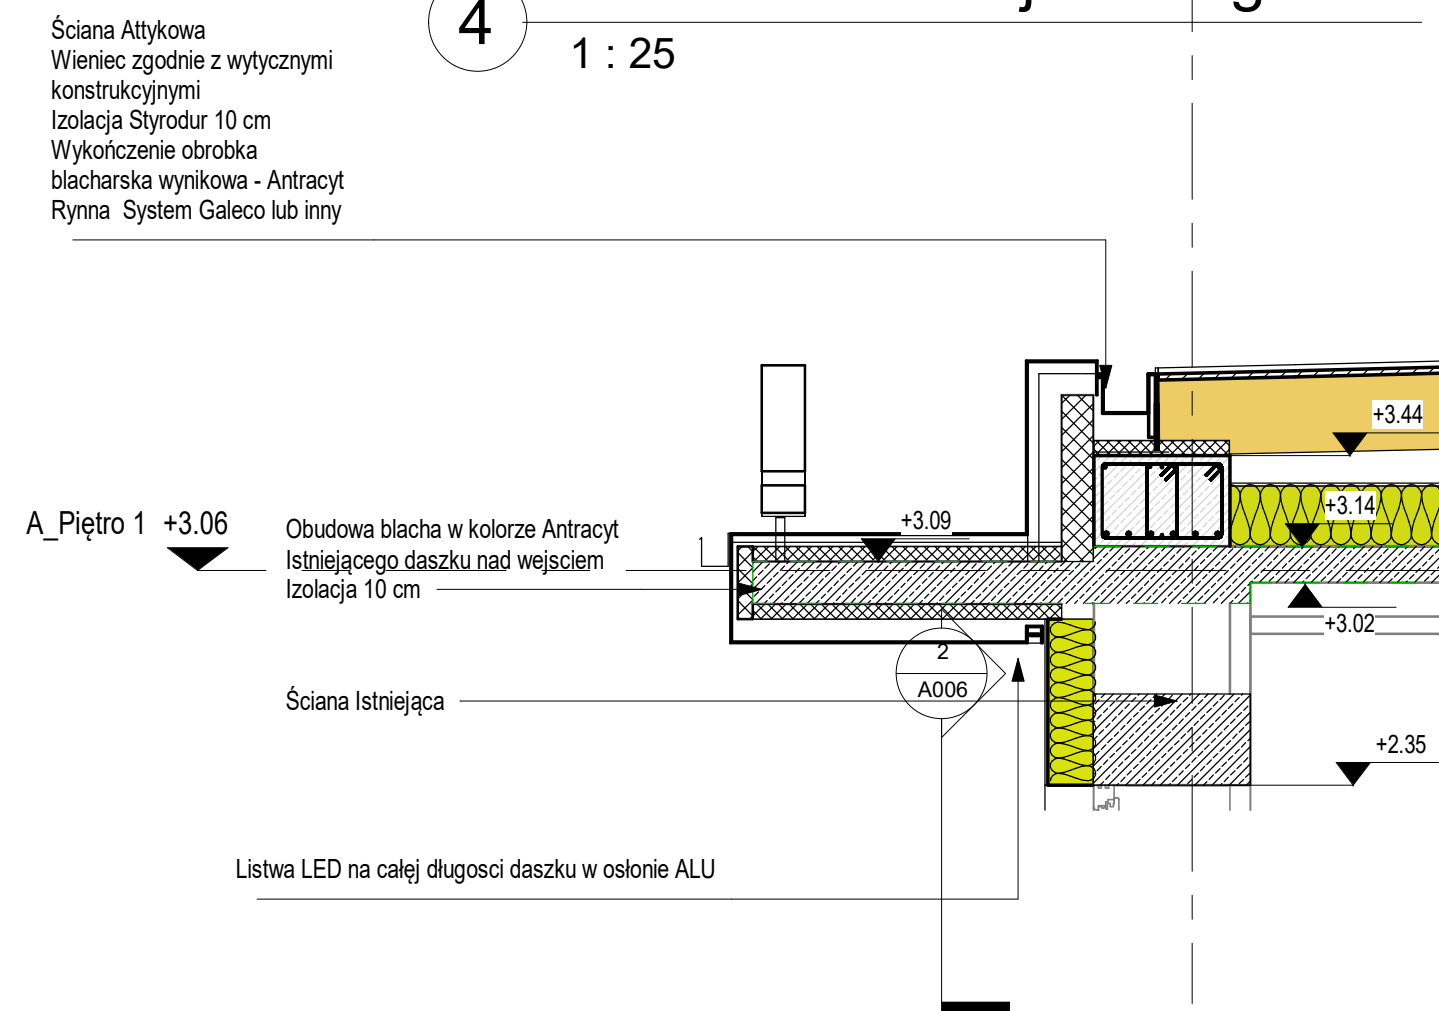 4
1 : 25
Ściana Attykowa
Wieniec zgodnie z wytycznymi
konstrukcyjnymi
Izolacja Styrodur 10 cm
Wykończenie obrobka
blacharska wynikowa - Antracyt
Rynna System Galeco lub inny
+3.44
+3.14
+3.09
A_Piętro 1 +3.06
Obudowa blacha w kolorze Antracyt
Istniejącego daszku nad wejsciem
Izolacja 10 cm
+3.02
2
A006
Ściana Istniejąca
+2.35
Listwa LED na całęj długosci daszku w osłonie ALU